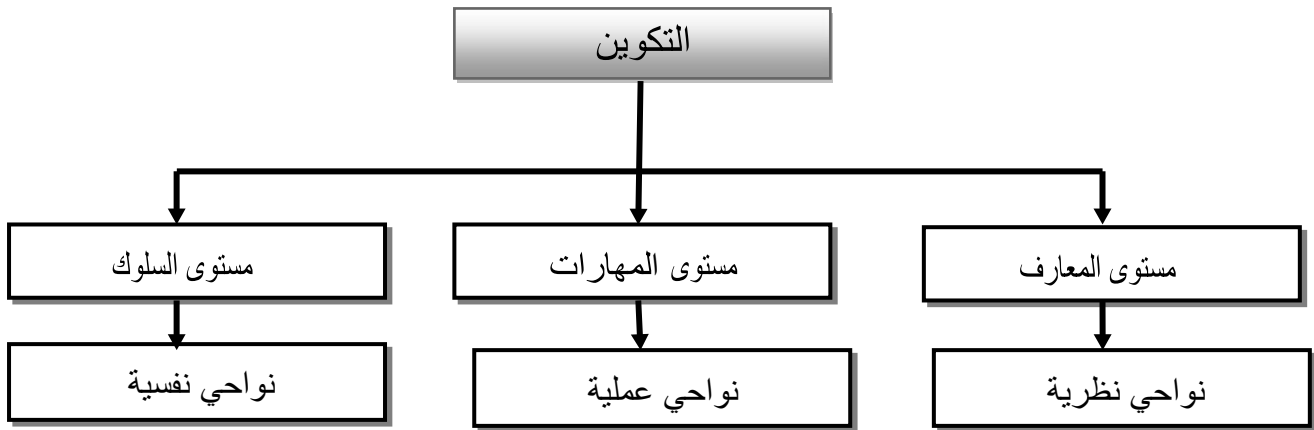 التكوين
مستوى المعارف
مستوى المهارات
مستوى السلوك
نواحي نظرية
نواحي عملية
نواحي نفسية